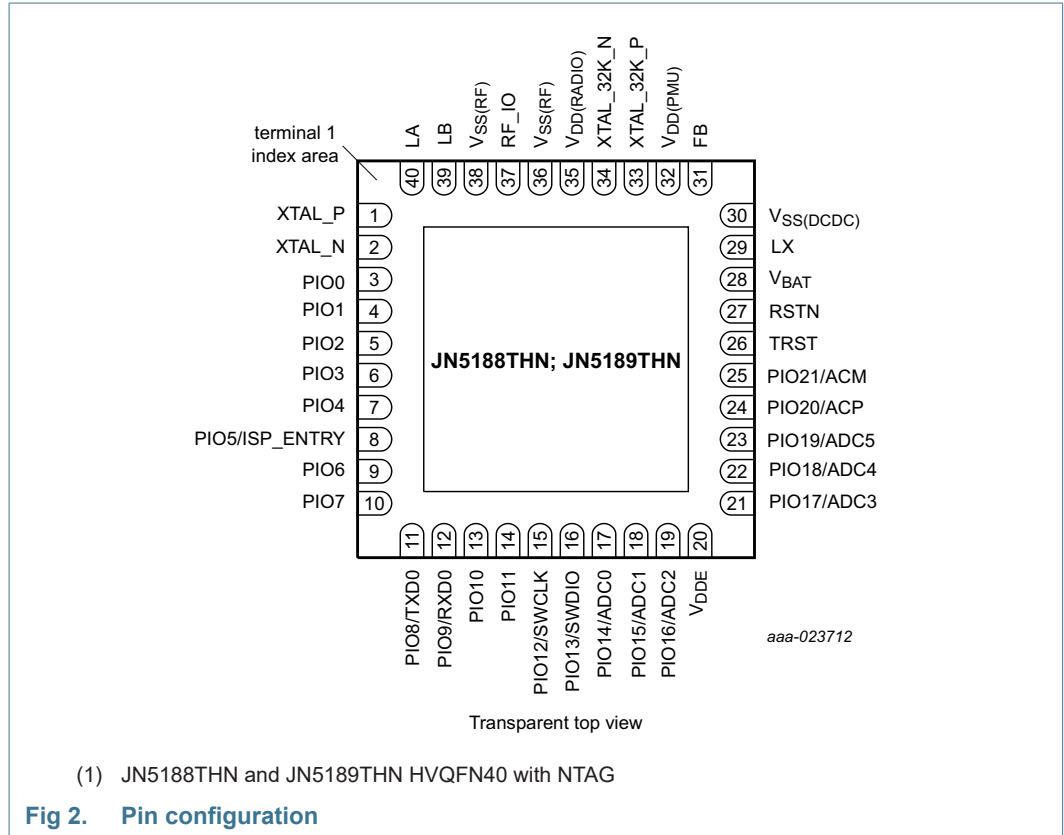 terminal 1
index area
LA
LB
VSS(RF)
RF_IO
VSS(RF)
VDD(RADIO)
XTAL_32K_N
XTAL_32K_P
VDD(PMU)
FB
40
39
38
37
36
35
34
33
32
31
XTAL_P 1
XTAL_N 2
PIO0 3
PIO1 4
PIO2 5
PIO3 6
PIO4 7
PIO5/ISP_ENTRY 8
PIO6 9
PIO7 10
JN5188THN; JN5189THN
30 VSS(DCDC)
29 LX
28 VBAT
27 RSTN
26 TRST
25 PIO21/ACM
24 PIO20/ACP
23 PIO19/ADC5
22 PIO18/ADC4
21 PIO17/ADC3
11
12
13
14
15
16
17
18
19
20
PIO8/TXD0
PIO9/RXD0
PIO10
PIO11
PIO12/SWCLK
PIO13/SWDIO
PIO14/ADC0
PIO15/ADC1
PIO16/ADC2
VDDE
aaa-023712
Transparent top view
(1) JN5188THN and JN5189THN HVQFN40 with NTAG
Fig 2. Pin configuration